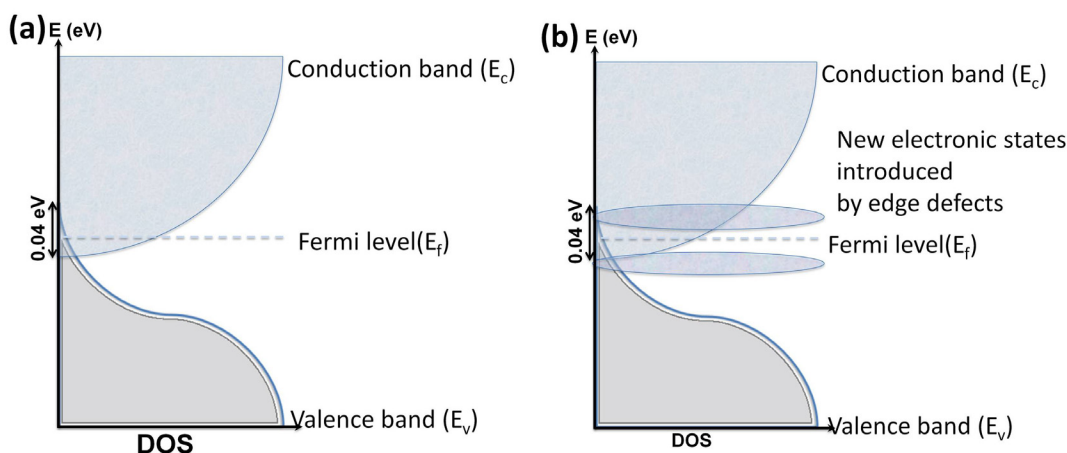 (a)
E (eV)
Conduction band (Ec)
0.04 eV
Fermi level(Ef)
Valence band (Ev)
DOS
(b)
E (eV)
Conduction band (Ec)
New electronic states
introduced
by edge defects
0.04 eV
Fermi level(Ef)
Valence band (Ev)
DOS